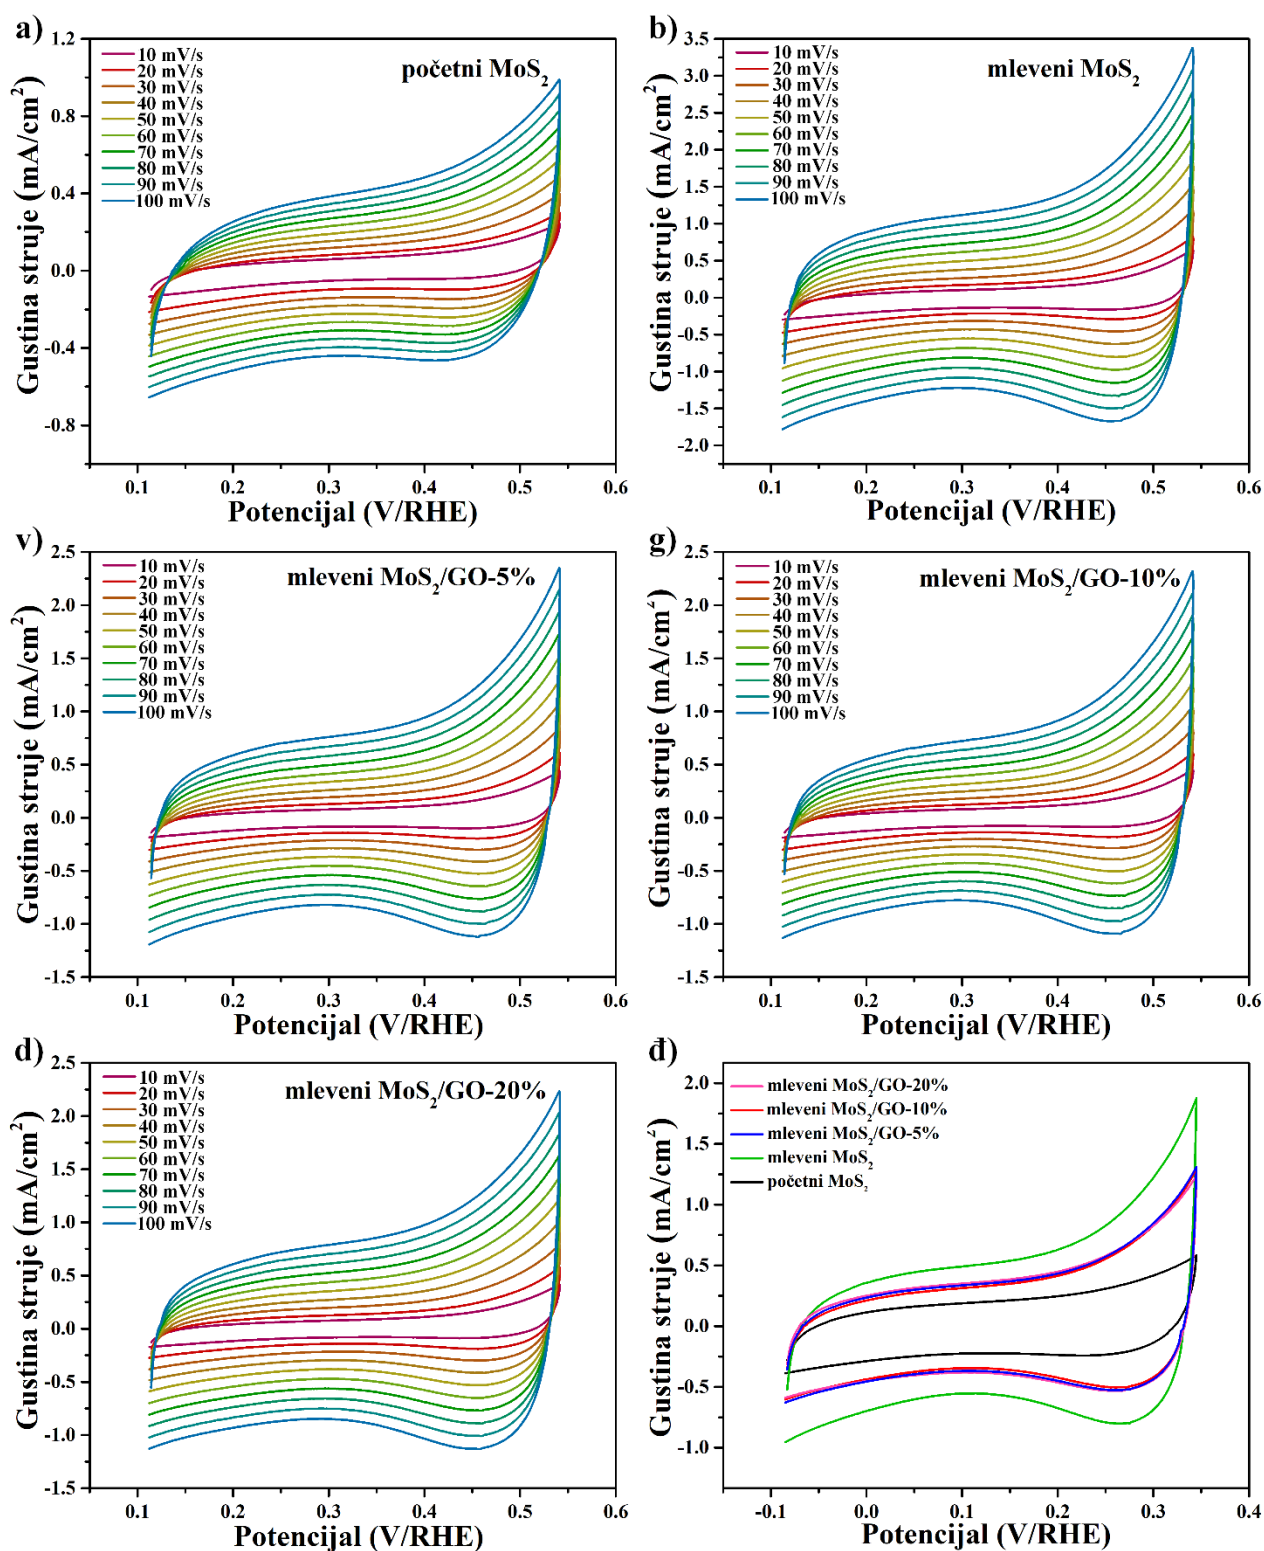 a)
početni MoS₂
10 mV/s
20 mV/s
30 mV/s
40 mV/s
50 mV/s
60 mV/s
70 mV/s
80 mV/s
90 mV/s
100 mV/s
1.2
0.8
0.4
0.0
-0.4
-0.8
Gustina struje (mA/cm²)
0.1 0.2 0.3 0.4 0.5 0.6
Potencijal (V/RHE)
b)
mleveni MoS₂
10 mV/s
20 mV/s
30 mV/s
40 mV/s
50 mV/s
60 mV/s
70 mV/s
80 mV/s
90 mV/s
100 mV/s
3.5
3.0
2.5
2.0
1.5
1.0
0.5
0.0
-0.5
-1.0
-1.5
-2.0
Gustina struje (mA/cm²)
0.1 0.2 0.3 0.4 0.5 0.6
Potencijal (V/RHE)
v)
mleveni MoS₂/GO-5%
10 mV/s
20 mV/s
30 mV/s
40 mV/s
50 mV/s
60 mV/s
70 mV/s
80 mV/s
90 mV/s
100 mV/s
2.5
2.0
1.5
1.0
0.5
0.0
-0.5
-1.0
-1.5
Gustina struje (mA/cm²)
0.1 0.2 0.3 0.4 0.5 0.6
Potencijal (V/RHE)
g)
mleveni MoS₂/GO-10%
10 mV/s
20 mV/s
30 mV/s
40 mV/s
50 mV/s
60 mV/s
70 mV/s
80 mV/s
90 mV/s
100 mV/s
2.5
2.0
1.5
1.0
0.5
0.0
-0.5
-1.0
-1.5
Gustina struje (mA/cm²)
0.1 0.2 0.3 0.4 0.5 0.6
Potencijal (V/RHE)
d)
mleveni MoS₂/GO-20%
10 mV/s
20 mV/s
30 mV/s
40 mV/s
50 mV/s
60 mV/s
70 mV/s
80 mV/s
90 mV/s
100 mV/s
2.5
2.0
1.5
1.0
0.5
0.0
-0.5
-1.0
-1.5
Gustina struje (mA/cm²)
0.1 0.2 0.3 0.4 0.5 0.6
Potencijal (V/RHE)
đ)
mleveni MoS₂/GO-20%
mleveni MoS₂/GO-10%
mleveni MoS₂/GO-5%
mleveni MoS₂
početni MoS₂
2.0
1.5
1.0
0.5
0.0
-0.5
-1.0
Gustina struje (mA/cm²)
-0.1 0.0 0.1 0.2 0.3 0.4
Potencijal (V/RHE)